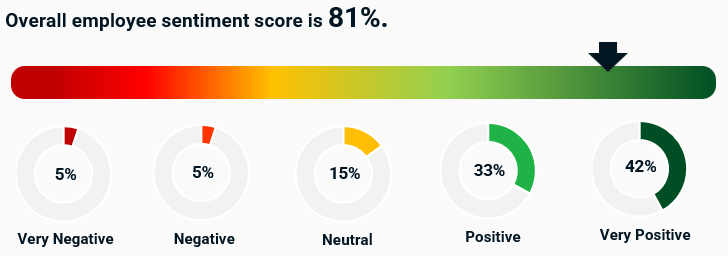 Overall employee sentiment score is 81%.
5%
5%
15%
33%
42%
Very Negative
Negative
Neutral
Positive
Very Positive